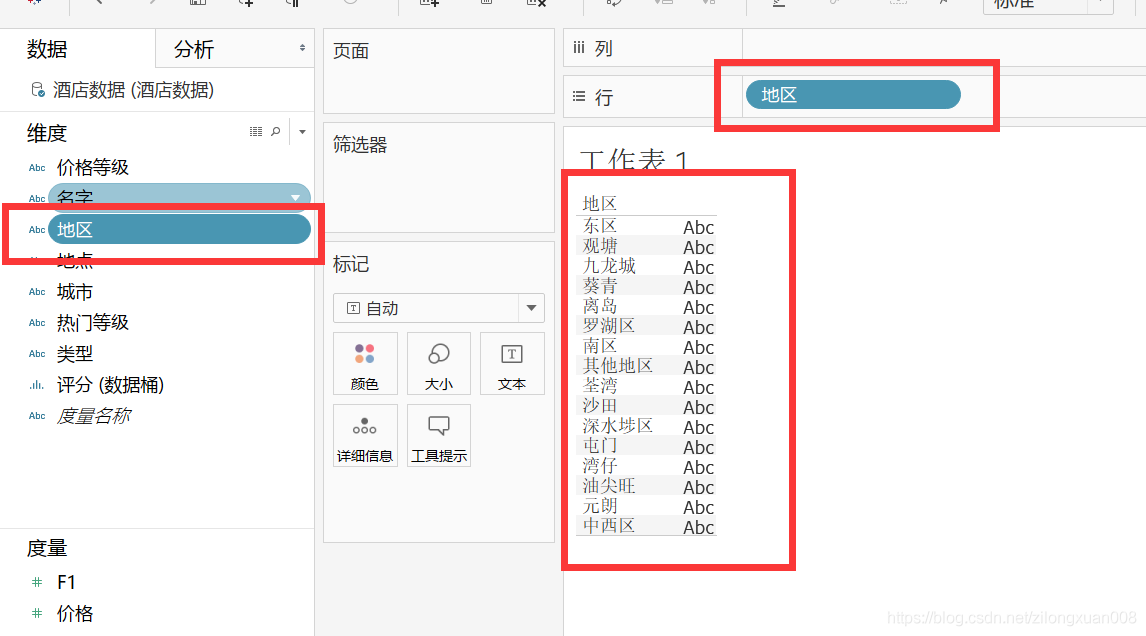 标准
数据
分析
酒店数据 (酒店数据)
维度
Abc 价格等级
Abc 名字
Abc 地区
地点
Abc 城市
Abc 热门等级
Abc 类型
评分 (数据桶)
Abc 度量名称
度量
# F1
# 价格
页面
筛选器
标记
T 自动
颜色
大小
T 文本
详细信息
工具提示
列
行
地区
工作表 1
地区
东区 Abc
观塘 Abc
九龙城 Abc
葵青 Abc
离岛 Abc
罗湖区 Abc
南区 Abc
其他地区 Abc
荃湾 Abc
沙田 Abc
深水埗区 Abc
屯门 Abc
湾仔 Abc
油尖旺 Abc
元朗 Abc
中西区 Abc
https://blog.csdn.net/zilongxuan008